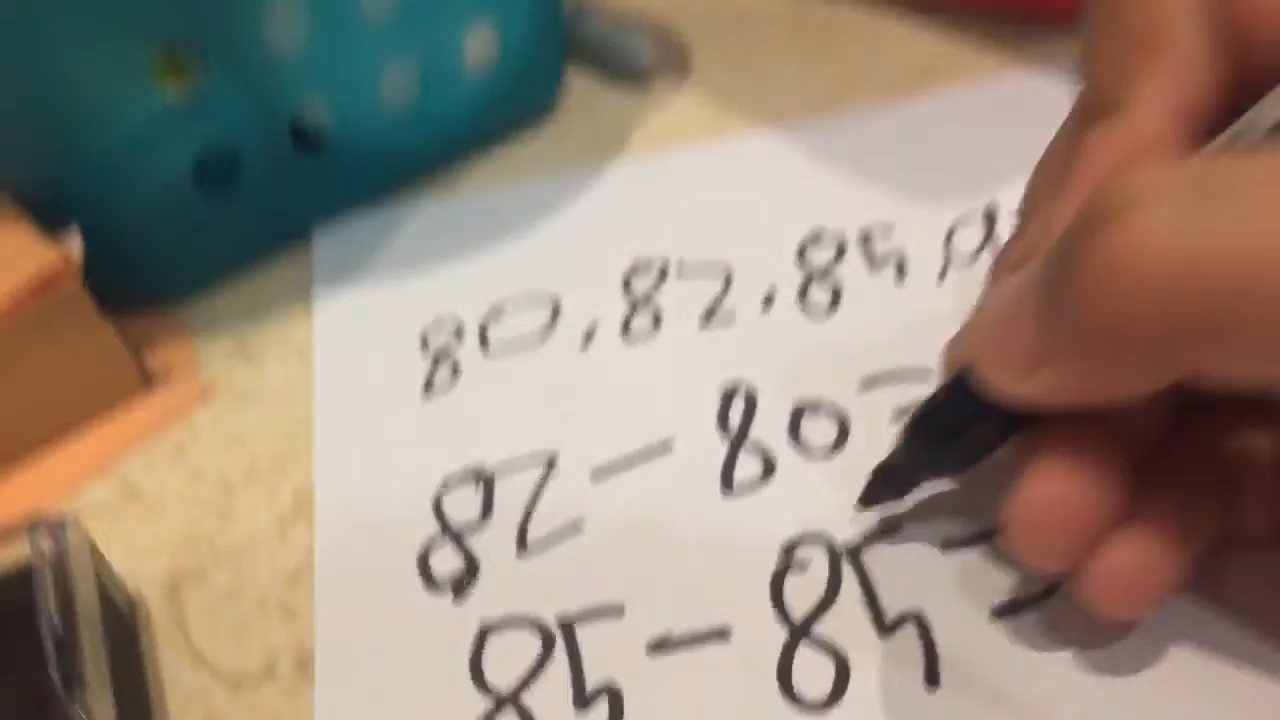 80, 82, 85,
82 - 80 =
85 - 85